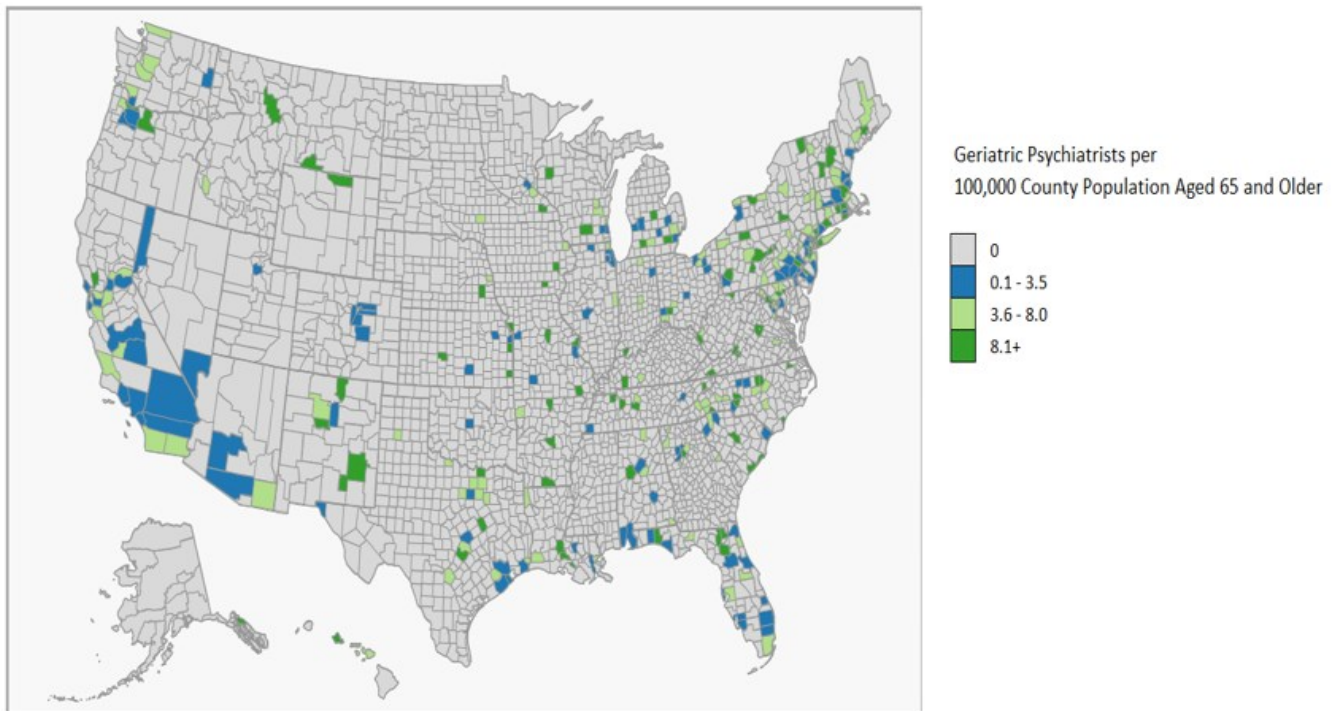 Geriatric Psychiatrists per
100,000 County Population Aged 65 and Older
0
0.1 - 3.5
3.6 - 8.0
8.1+